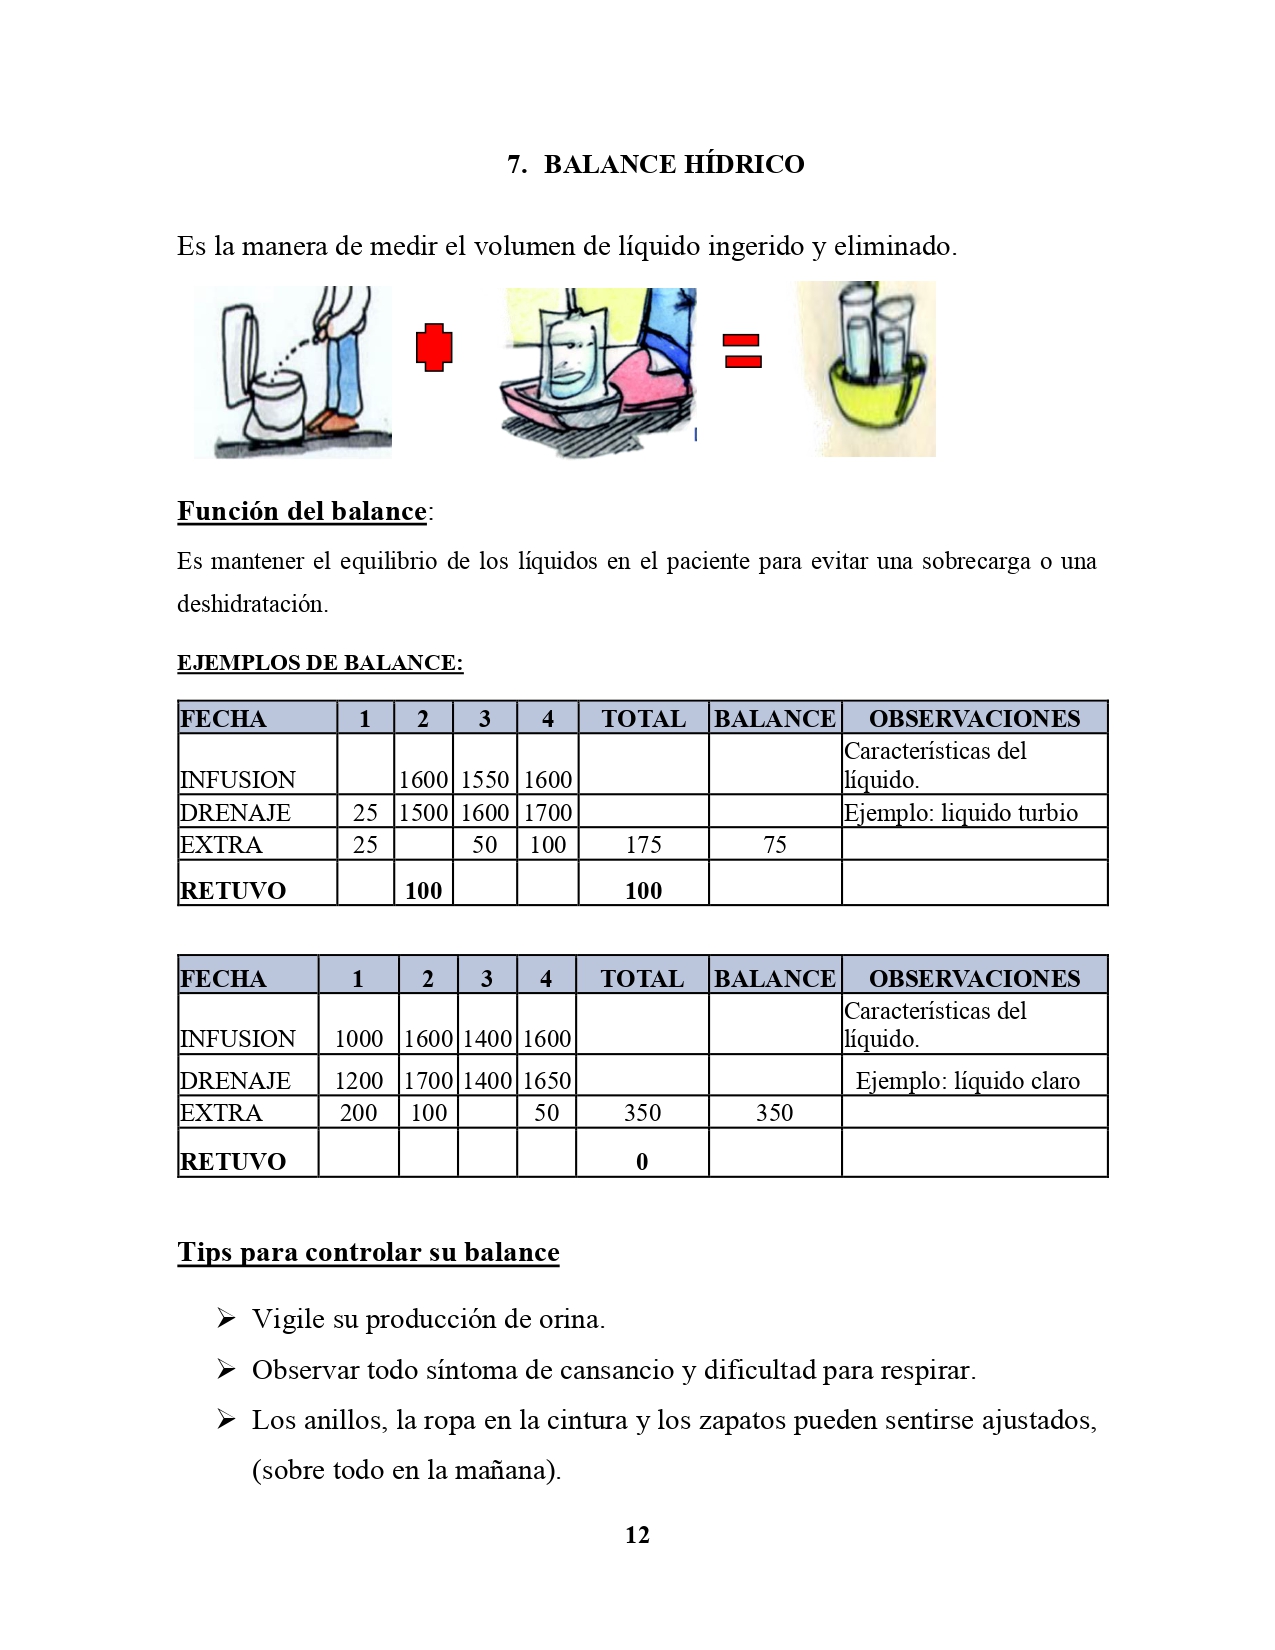 7. BALANCE HÍDRICO
Es la manera de medir el volumen de líquido ingerido y eliminado.
Función del balance:
Es mantener el equilibrio de los líquidos en el paciente para evitar una sobrecarga o una
deshidratación.
EJEMPLOS DE BALANCE:
FECHA 1 2 3 4 TOTAL BALANCE OBSERVACIONES
Características del
INFUSION 1600 1550 1600 líquido.
DRENAJE 25 1500 1600 1700 Ejemplo: liquido turbio
EXTRA 25 50 100 175 75
RETUVO 100 100
FECHA 1 2 3 4 TOTAL BALANCE OBSERVACIONES
Características del
INFUSION 1000 1600 1400 1600 líquido.
DRENAJE 1200 1700 1400 1650 Ejemplo: líquido claro
EXTRA 200 100 50 350 350
RETUVO 0
Tips para controlar su balance
➢ Vigile su producción de orina.
➢ Observar todo síntoma de cansancio y dificultad para respirar.
➢ Los anillos, la ropa en la cintura y los zapatos pueden sentirse ajustados,
(sobre todo en la mañana).
12